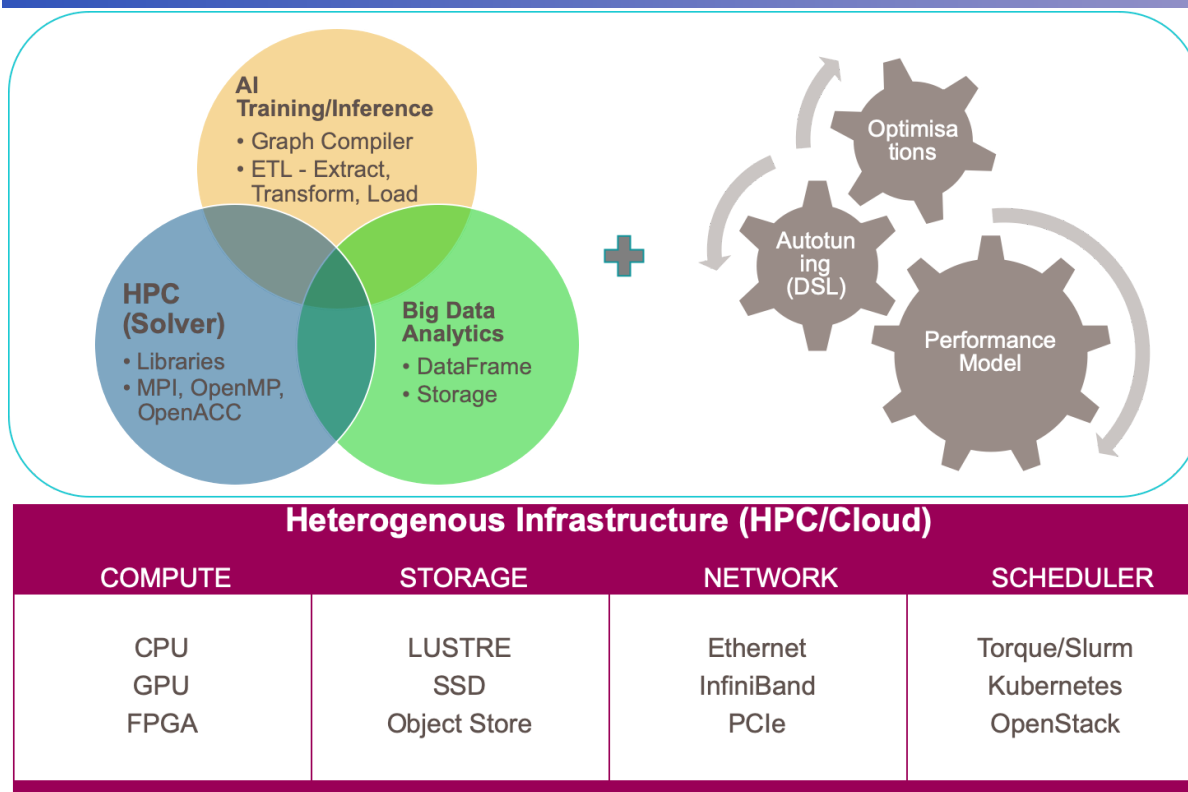 AI
Training/Inference
• Graph Compiler
• ETL - Extract,
Transform, Load
HPC
(Solver)
• Libraries
• MPI, OpenMP,
OpenACC
Big Data
Analytics
• DataFrame
• Storage
Optimisa
tions
Autotun
ing
(DSL)
Performance
Model
Heterogenous Infrastructure (HPC/Cloud)
COMPUTE STORAGE NETWORK SCHEDULER
CPU LUSTRE Ethernet Torque/Slurm
GPU SSD InfiniBand Kubernetes
FPGA Object Store PCIe OpenStack